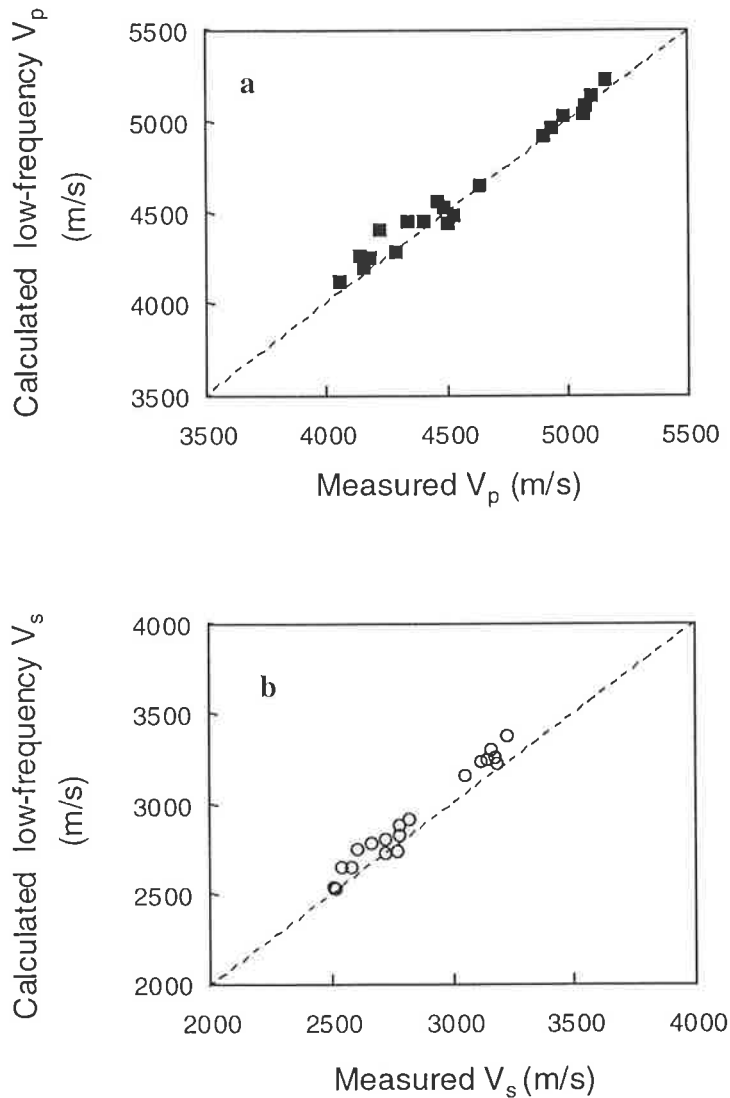 Calculated low-frequency Vp
(m/s)
5500
5000
4500
4000
3500
a
3500 4000 4500 5000 5500
Measured Vp (m/s)
Calculated low-frequency Vs
(m/s)
4000
3500
3000
2500
2000
b
2000 2500 3000 3500 4000
Measured Vs (m/s)